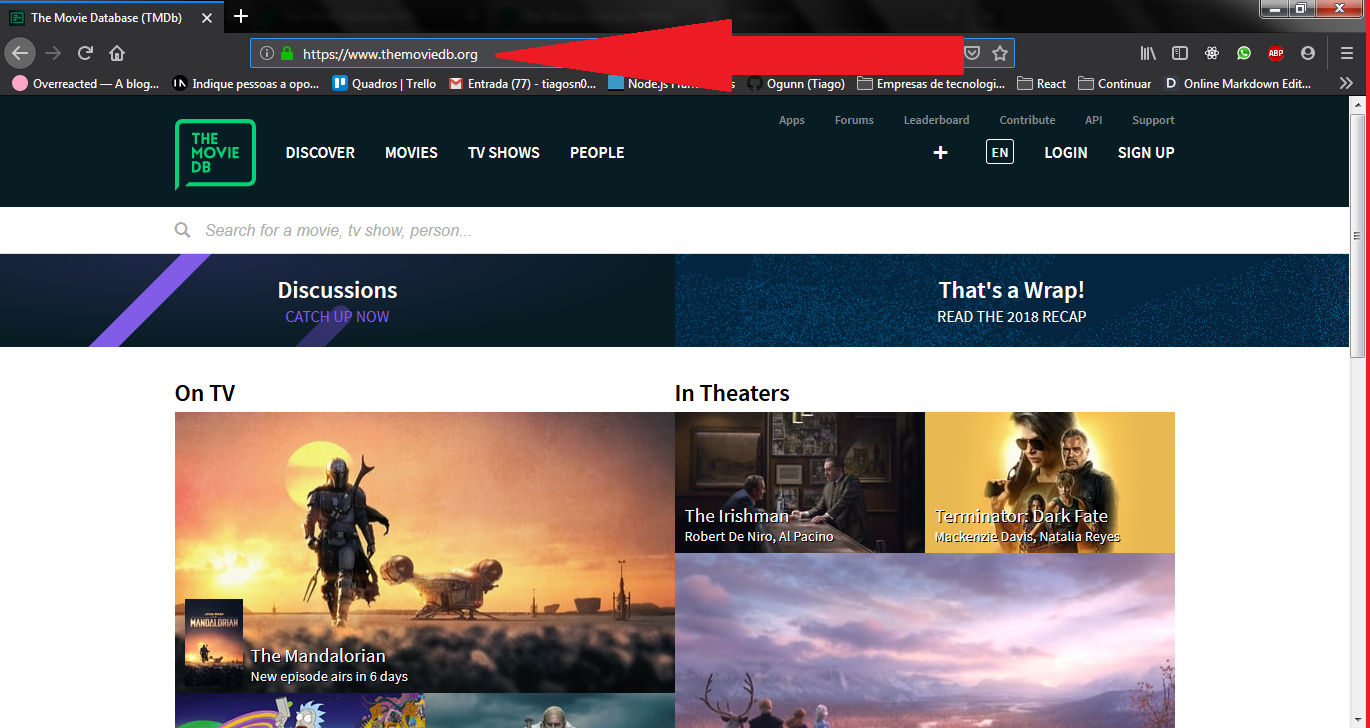 The Movie Database (TMDb)
https://www.themoviedb.org
ABP
Overreacted — A blog...
Indique pessoas a opo...
Quadros | Trello
Entrada (77) - tiagosn0...
Ogunn (Tiago)
Empresas de tecnologi...
React
Continuar
D Online Markdown Edit...
Apps
Forums
Leaderboard
Contribute
API
Support
THE
MOVIE
DB
DISCOVER
MOVIES
TV SHOWS
PEOPLE
+
EN
LOGIN
SIGN UP
Search for a movie, tv show, person...
Discussions
CATCH UP NOW
That's a Wrap!
READ THE 2018 RECAP
On TV
In Theaters
The Irishman
Robert De Niro, Al Pacino
Terminator: Dark Fate
Mackenzie Davis, Natalia Reyes
MANDALORIAN
The Mandalorian
New episode airs in 6 days